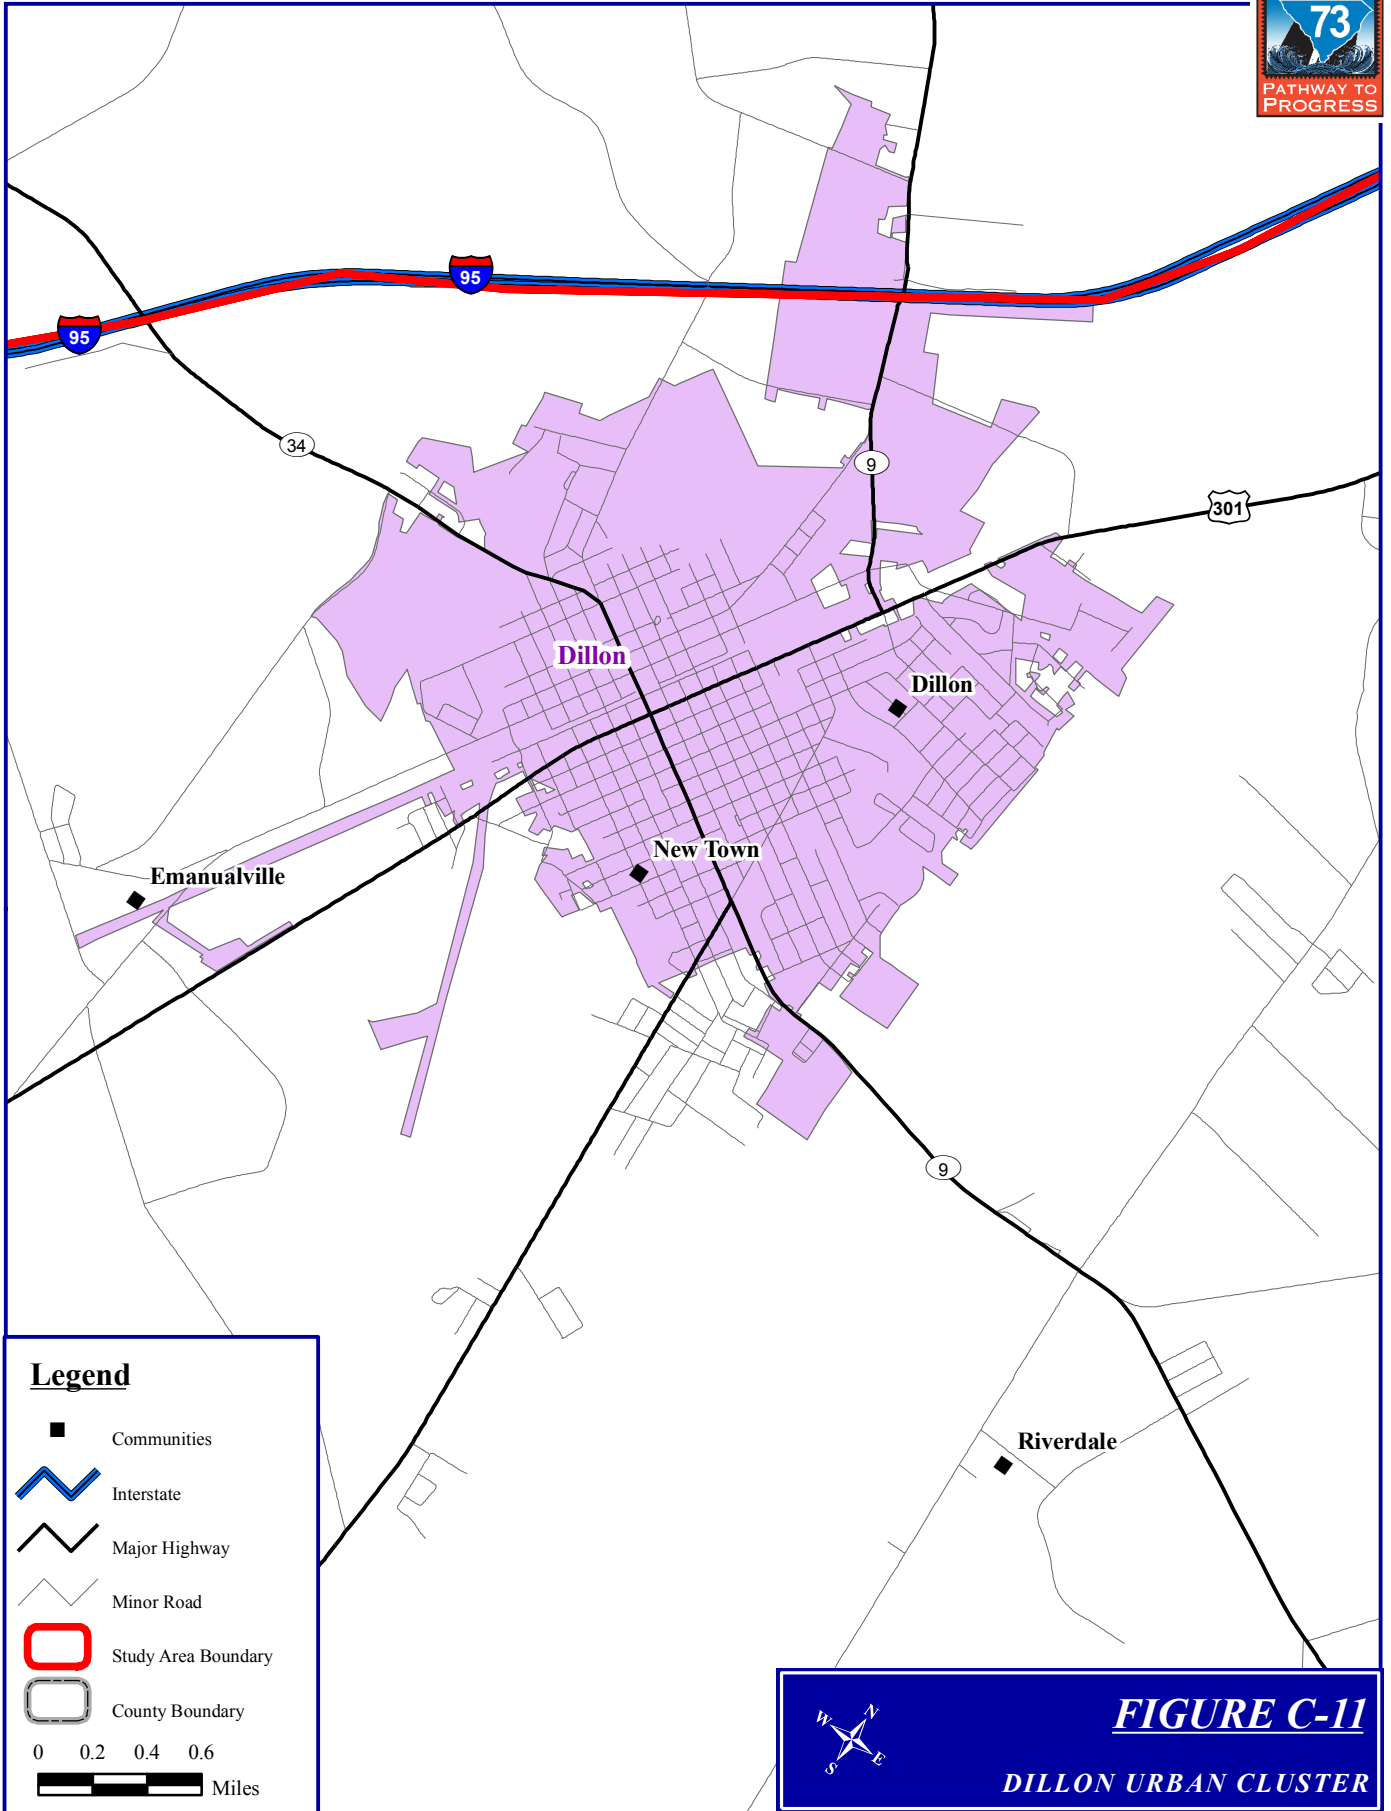 73
PATHWAY TO
PROGRESS
95
95
34
9
301
Dillon
Dillon
New Town
Emanualville
9
Riverdale
Legend
Communities
Interstate
Major Highway
Minor Road
Study Area Boundary
County Boundary
0 0.2 0.4 0.6
Miles
N
W
E
S
FIGURE C-11
DILLON URBAN CLUSTER